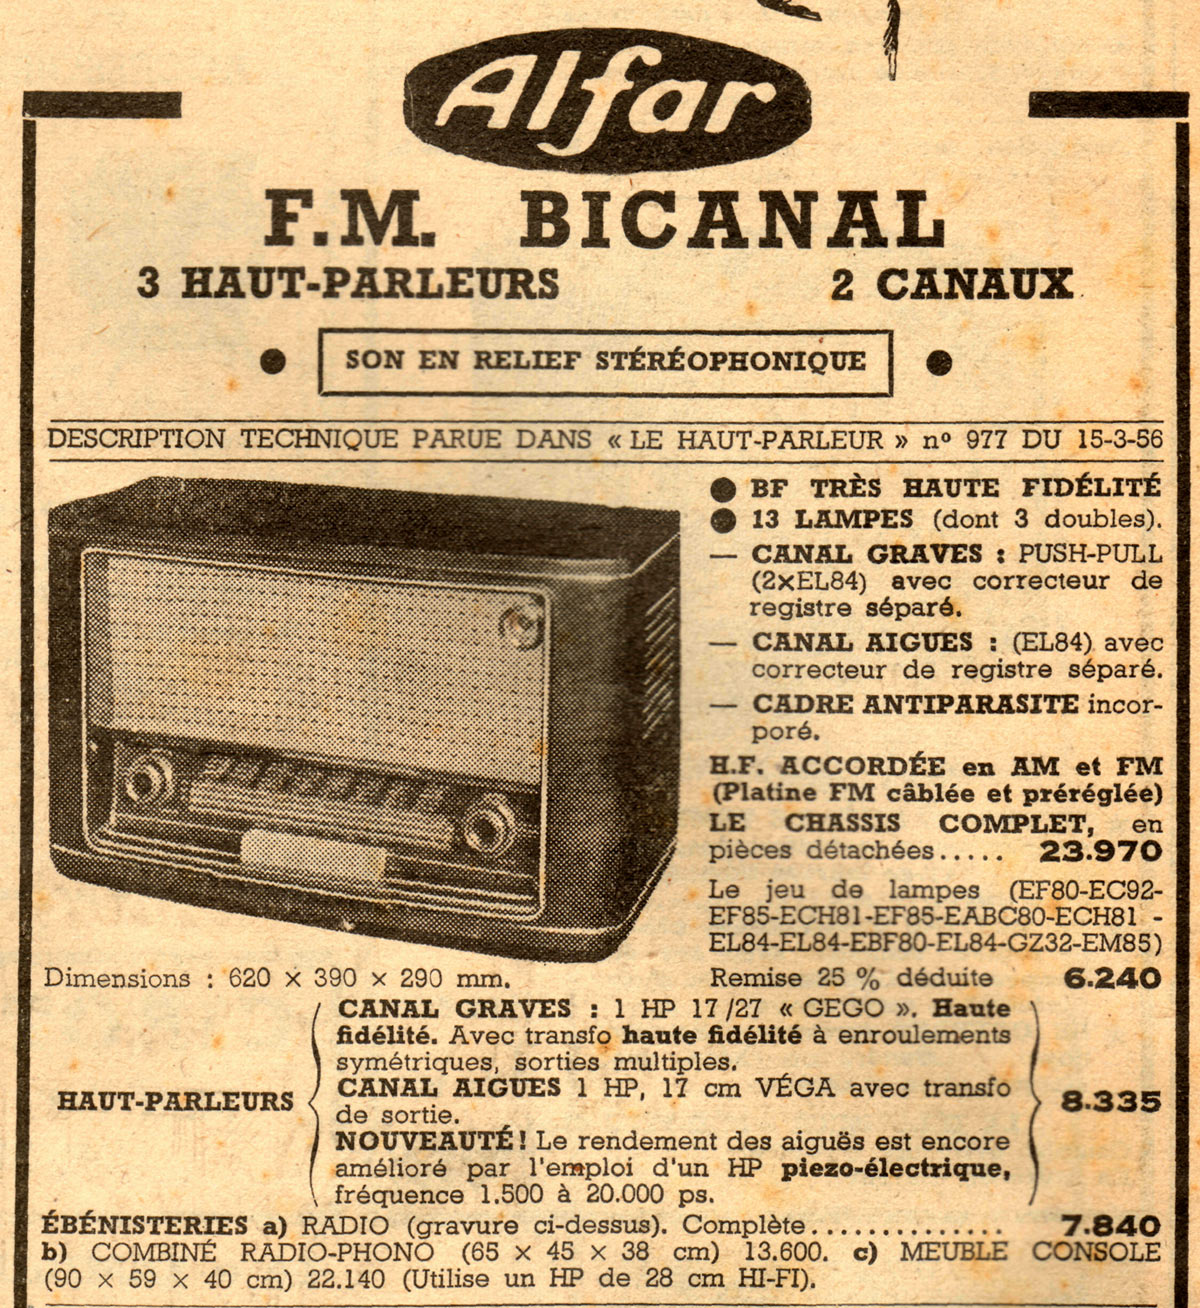 Alfar
F.M. BICANAL
3 HAUT-PARLEURS 2 CANAUX
● SON EN RELIEF STÉRÉOPHONIQUE ●
DESCRIPTION TECHNIQUE PARUE DANS « LE HAUT-PARLEUR » nº 977 DU 15-3-56
● BF TRÈS HAUTE FIDÉLITÉ
● 13 LAMPES (dont 3 doubles).
— CANAL GRAVES : PUSH-PULL
(2×EL84) avec correcteur de
registre séparé.
— CANAL AIGUES : (EL84) avec
correcteur de registre séparé.
— CADRE ANTIPARASITE incor-
poré.
H.F. ACCORDÉE en AM et FM
(Platine FM câblée et préréglée)
LE CHASSIS COMPLET, en
pièces détachées..... 23.970
Le jeu de lampes (EF80-EC92-
EF85-ECH81-EF85-EABC80-ECH81 -
EL84-EL84-EBF80-EL84-GZ32-EM85)
Remise 25 % déduite 6.240
Dimensions : 620 × 390 × 290 mm.
HAUT-PARLEURS
CANAL GRAVES : 1 HP 17/27 « GEGO ». Haute
fidélité. Avec transfo haute fidélité à enroulements
symétriques, sorties multiples.
CANAL AIGUES 1 HP, 17 cm VÉGA avec transfo
de sortie.
NOUVEAUTÉ! Le rendement des aiguës est encore
amélioré par l'emploi d'un HP piezo-électrique,
fréquence 1.500 à 20.000 ps.
8.335
ÉBÉNISTERIES a) RADIO (gravure ci-dessus). Complète.............. 7.840
b) COMBINÉ RADIO-PHONO (65 × 45 × 38 cm) 13.600. c) MEUBLE CONSOLE
(90 × 59 × 40 cm) 22.140 (Utilise un HP de 28 cm HI-FI).